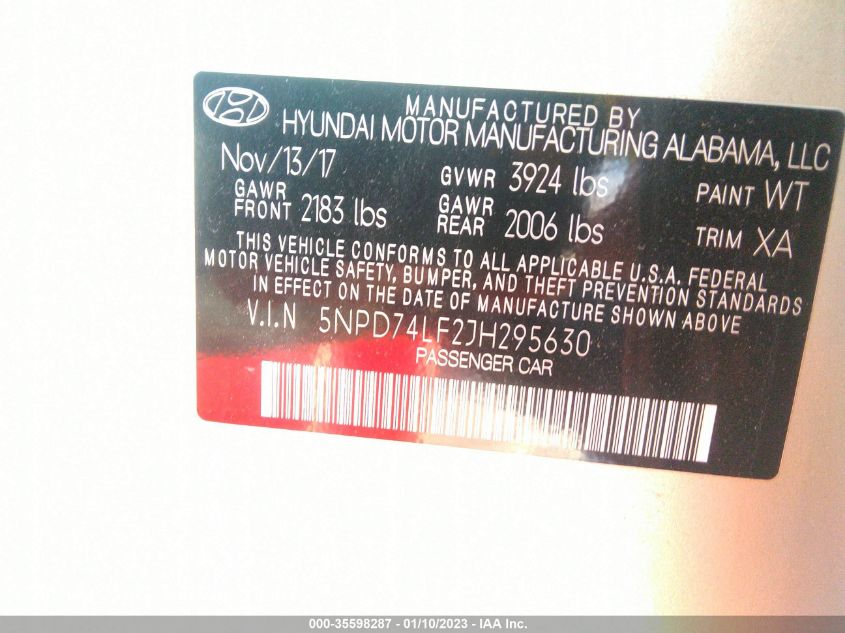 MANUFACTURED BY
HYUNDAI MOTOR MANUFACTURING ALABAMA, LLC
Nov/13/17 GVWR 3924 lbs PAINT WT
GAWR FRONT 2183 lbs GAWR REAR 2006 lbs TRIM XA
THIS VEHICLE CONFORMS TO ALL APPLICABLE U.S.A. FEDERAL
MOTOR VEHICLE SAFETY, BUMPER, AND THEFT PREVENTION STANDARDS
IN EFFECT ON THE DATE OF MANUFACTURE SHOWN ABOVE
V.I.N 5NPD74LF2JH295630
PASSENGER CAR
000-35598287 - 01/10/2023 - IAA Inc.